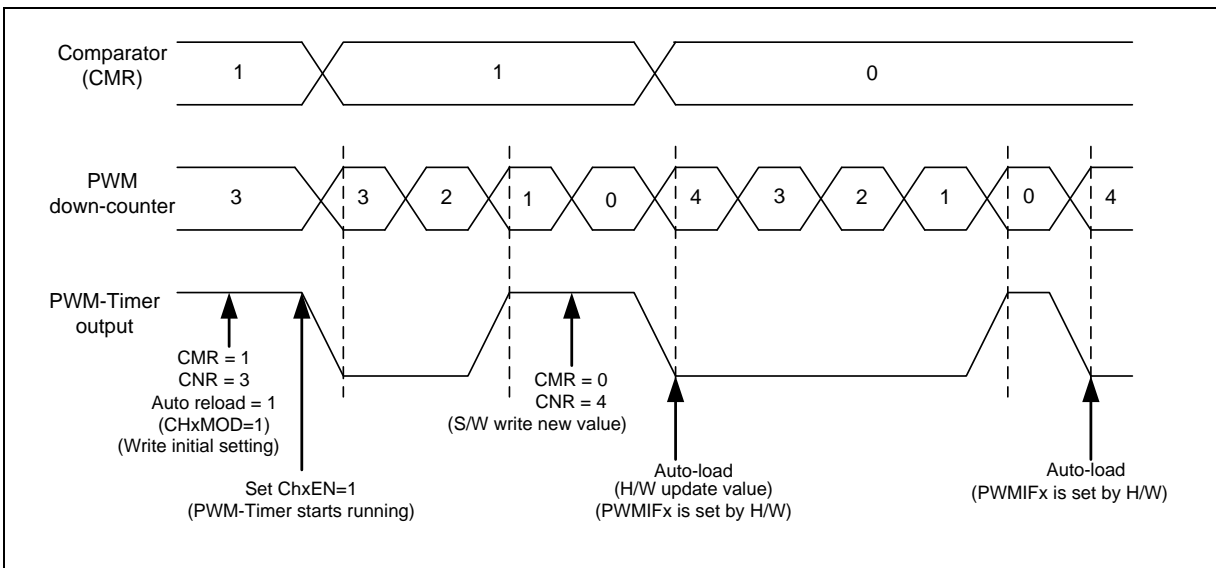 Comparator
(CMR)
1
1
0
PWM
down-counter
3
3
2
1
0
4
3
2
1
0
4
PWM-Timer
output
CMR = 1
CNR = 3
Auto reload = 1
(CHxMOD=1)
(Write initial setting)
Set ChxEN=1
(PWM-Timer starts running)
CMR = 0
CNR = 4
(S/W write new value)
Auto-load
(H/W update value)
(PWMIFx is set by H/W)
Auto-load
(PWMIFx is set by H/W)